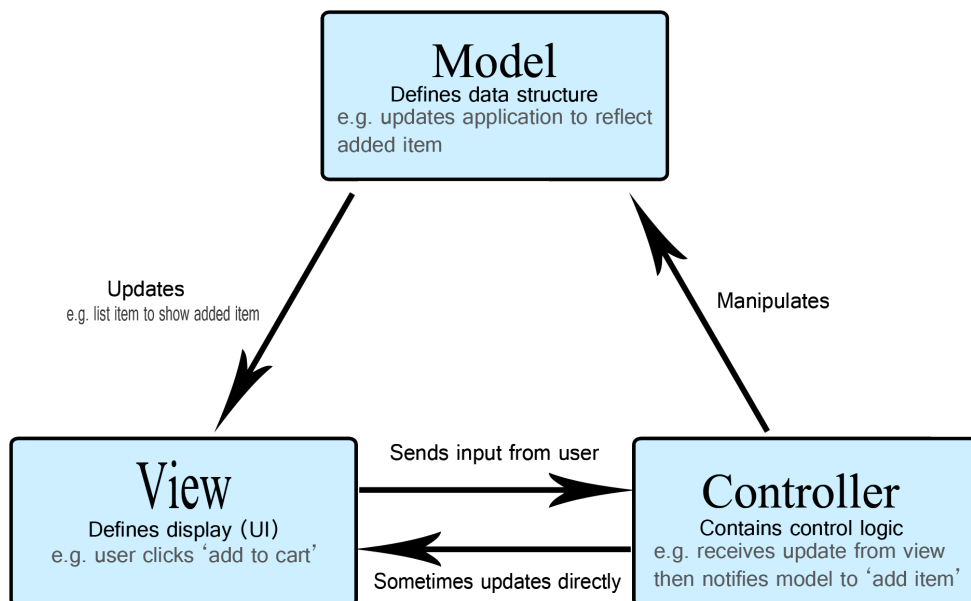 Model
Defines data structure
e.g. updates application to reflect
added item
Updates
e.g. list item to show added item
Manipulates
View
Defines display (UI)
e.g. user clicks ‘add to cart’
Sends input from user
Sometimes updates directly
Controller
Contains control logic
e.g. receives update from view
then notifies model to ‘add item’